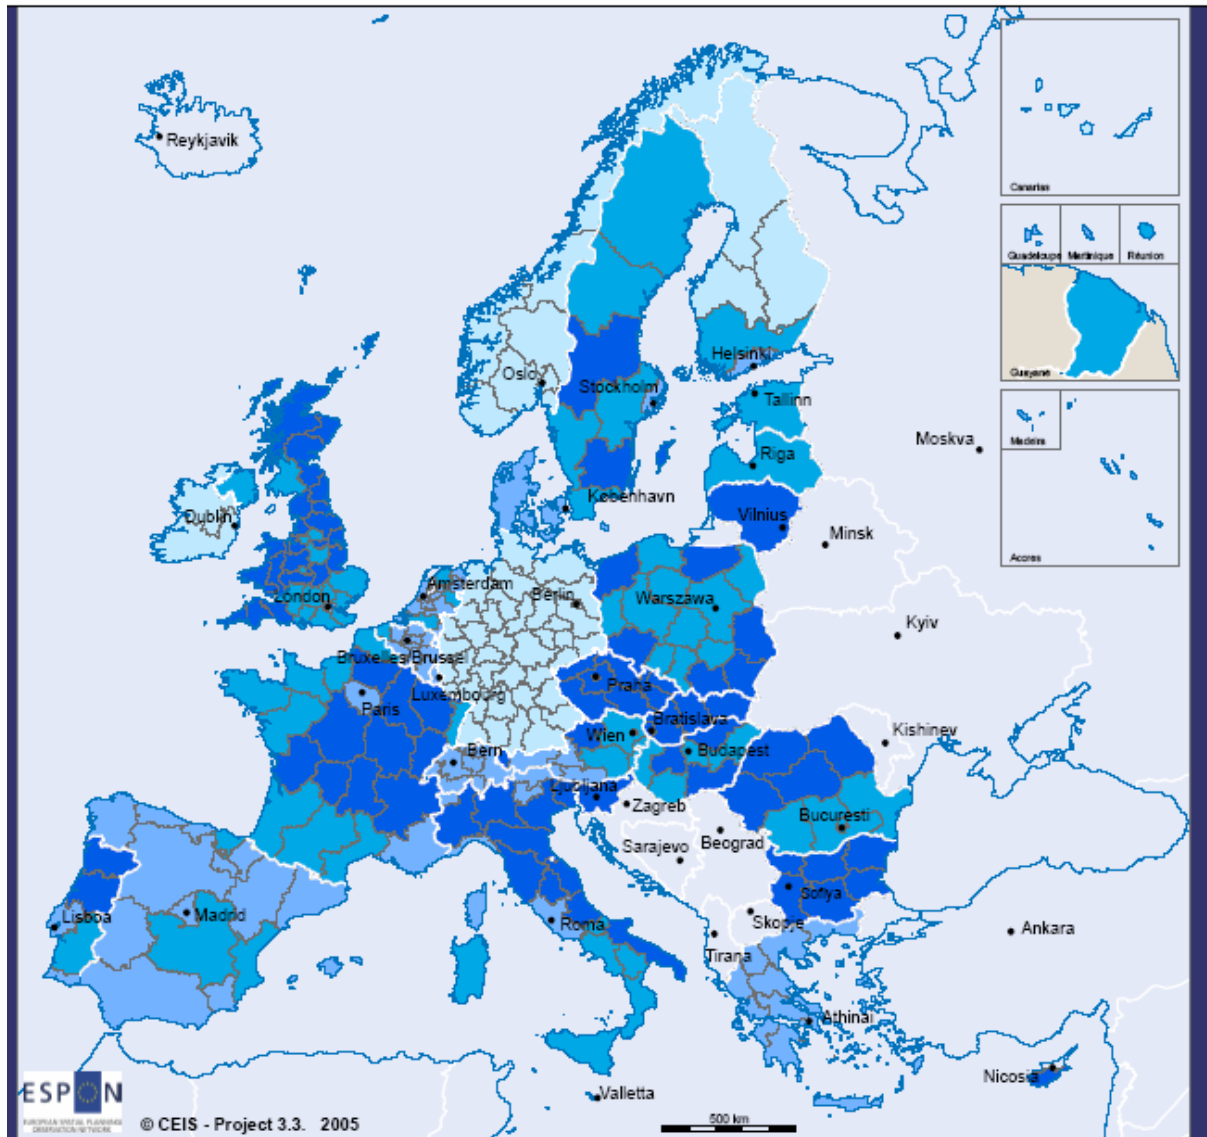 Reykjavik
Canarias
Guadeloupe
Martinique
Réunion
Guayane
Madeira
Acores
Oslo
Helsinki
Stockholm
Tallinn
Moskva
Riga
København
Dublin
Vilnius
Minsk
Amsterdam
London
Berlin
Warszawa
Kyiv
Bruxelles/Brussel
Luxembourg
Praha
Paris
Bratislava
Wien
Budapest
Kishinev
Bern
Ljubljana
Zagreb
Bucuresti
Beograd
Sarajevo
Sofiya
Lisboa
Madrid
Roma
Skopje
Ankara
Tirana
Athinai
Nicosia
Valletta
ESPON
EUROPEAN SPATIAL PLANNING
OBSERVATION NETWORK
© CEIS - Project 3.3. 2005
500 km